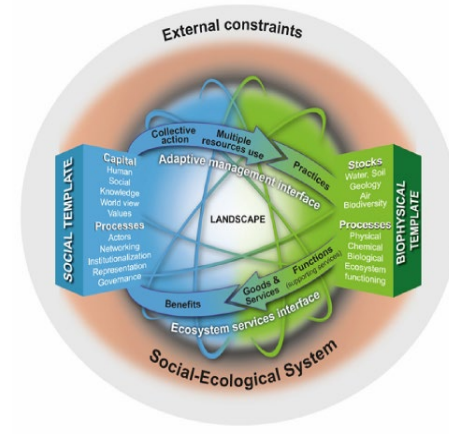 External constraints
Collective
action
Multiple
resources use
Practices
Adaptive management interface
SOCIAL TEMPLATE
Capital
Human
Social
Knowledge
World view
Values
Processes
Actors
Networking
Institutionalization
Representation
Governance
LANDSCAPE
Stocks
Water, Soil
Geology
Air
Biodiversity
Processes
Physical
Chemical
Biological
Ecosystem
functioning
BIOPHYSICAL
TEMPLATE
Benefits
Goods &
Services
Functions
(supporting services)
Ecosystem services interface
Social-Ecological System